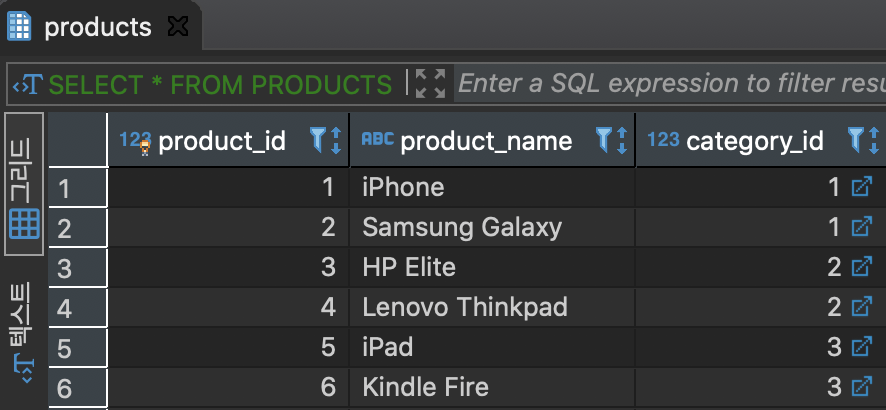 products
SELECT * FROM PRODUCTS Enter a SQL expression to filter resu
그리드
텍스트
123 product_id ABC product_name 123 category_id
1 1 iPhone 1
2 2 Samsung Galaxy 1
3 3 HP Elite 2
4 4 Lenovo Thinkpad 2
5 5 iPad 3
6 6 Kindle Fire 3